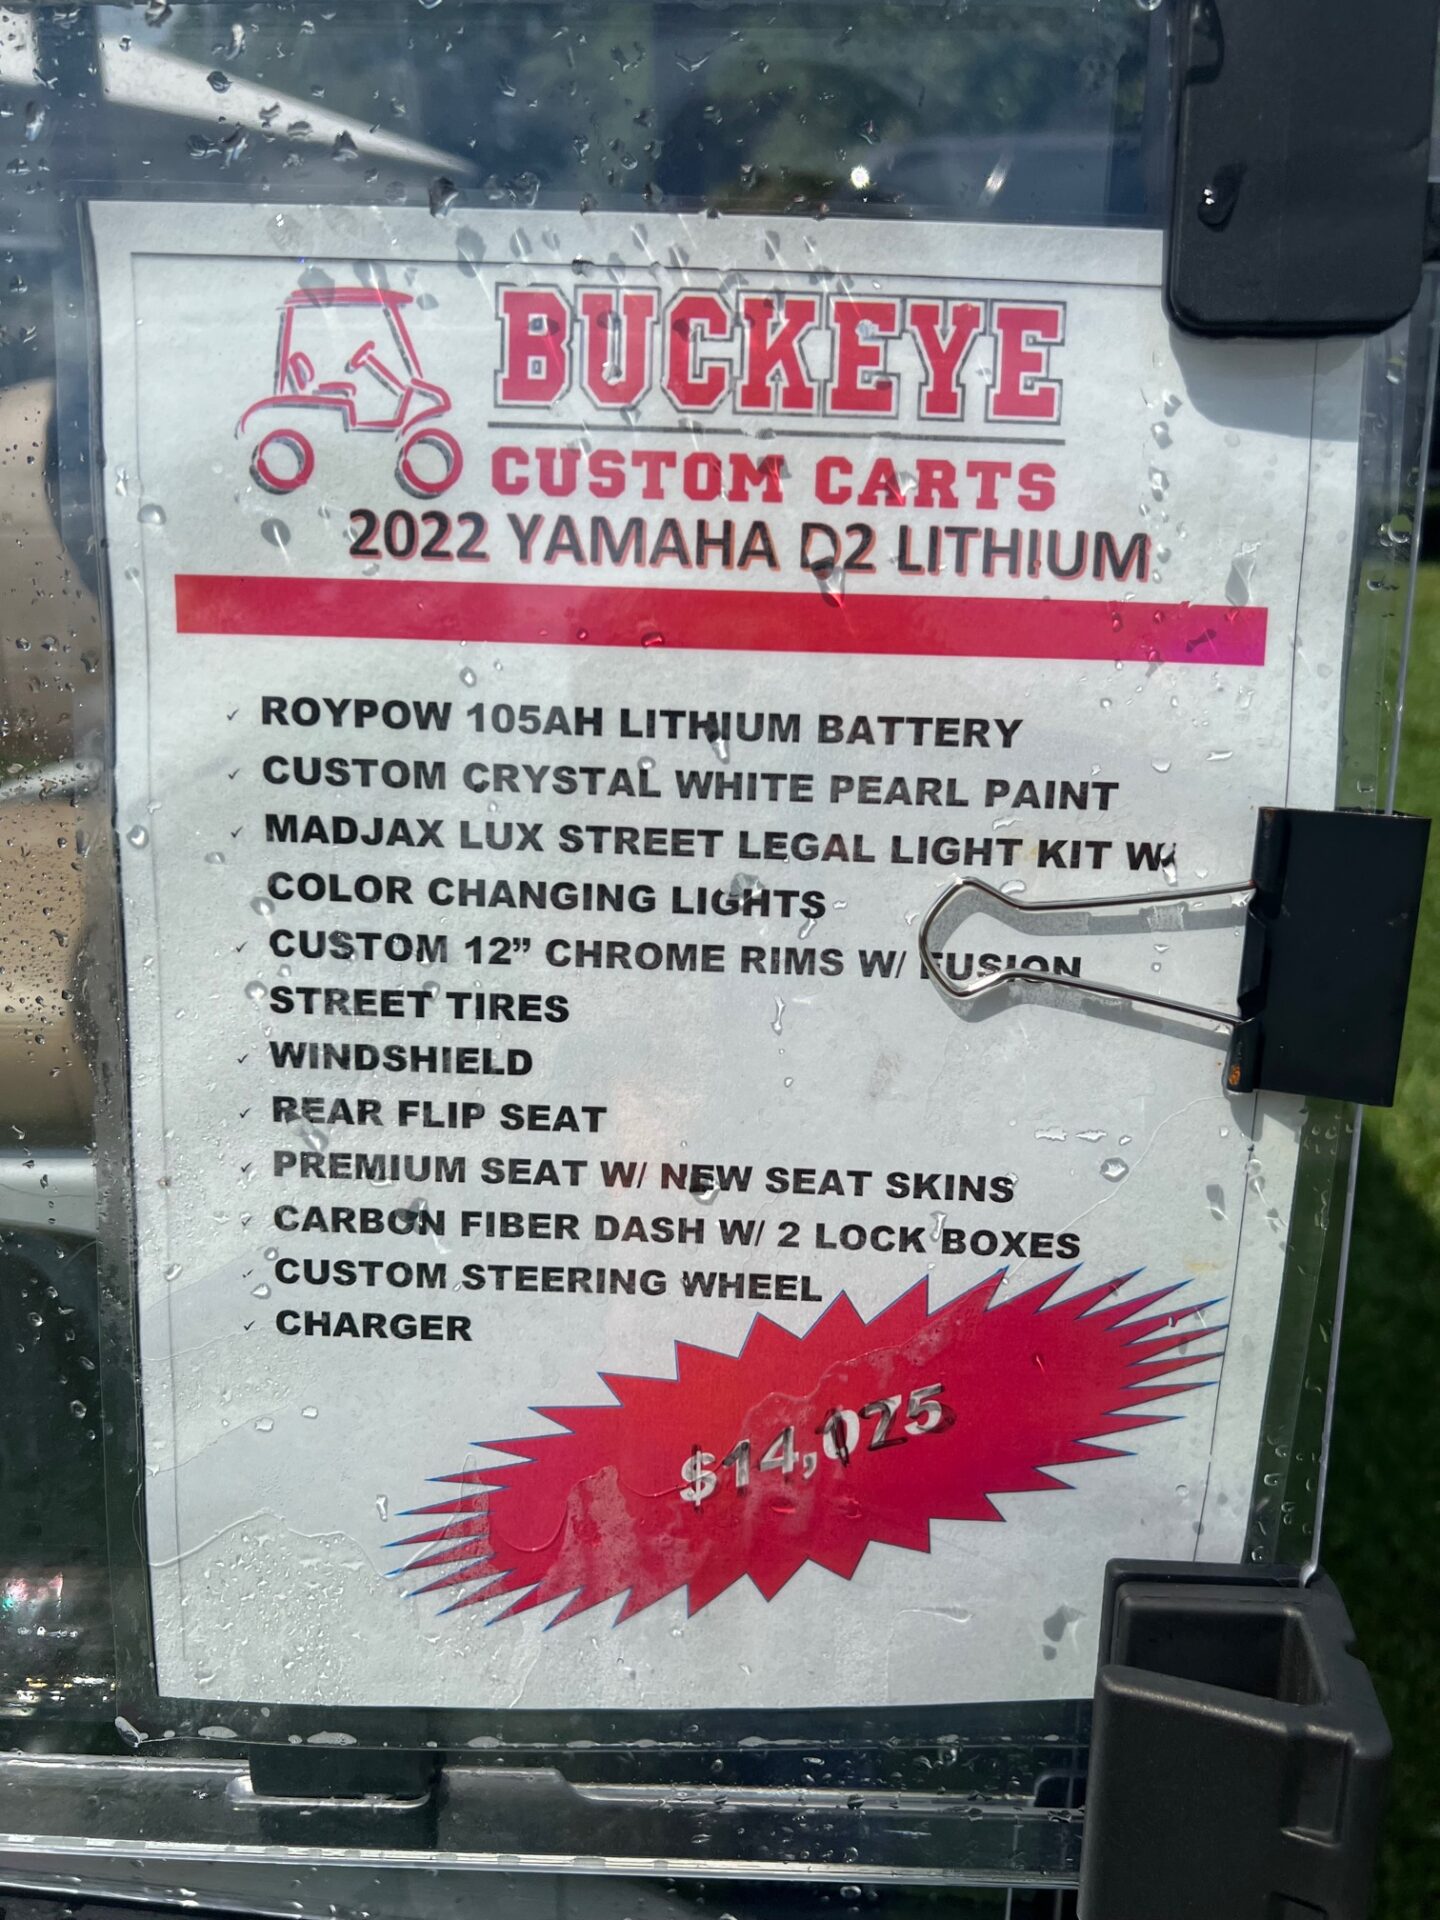 BUCKEYE
CUSTOM CARTS
2022 YAMAHA D2 LITHIUM
✓ ROYPOW 105AH LITHIUM BATTERY
✓ CUSTOM CRYSTAL WHITE PEARL PAINT
✓ MADJAX LUX STREET LEGAL LIGHT KIT W/
COLOR CHANGING LIGHTS
✓ CUSTOM 12” CHROME RIMS W/ FUSION
STREET TIRES
✓ WINDSHIELD
✓ REAR FLIP SEAT
✓ PREMIUM SEAT W/ NEW SEAT SKINS
✓ CARBON FIBER DASH W/ 2 LOCK BOXES
✓ CUSTOM STEERING WHEEL
✓ CHARGER